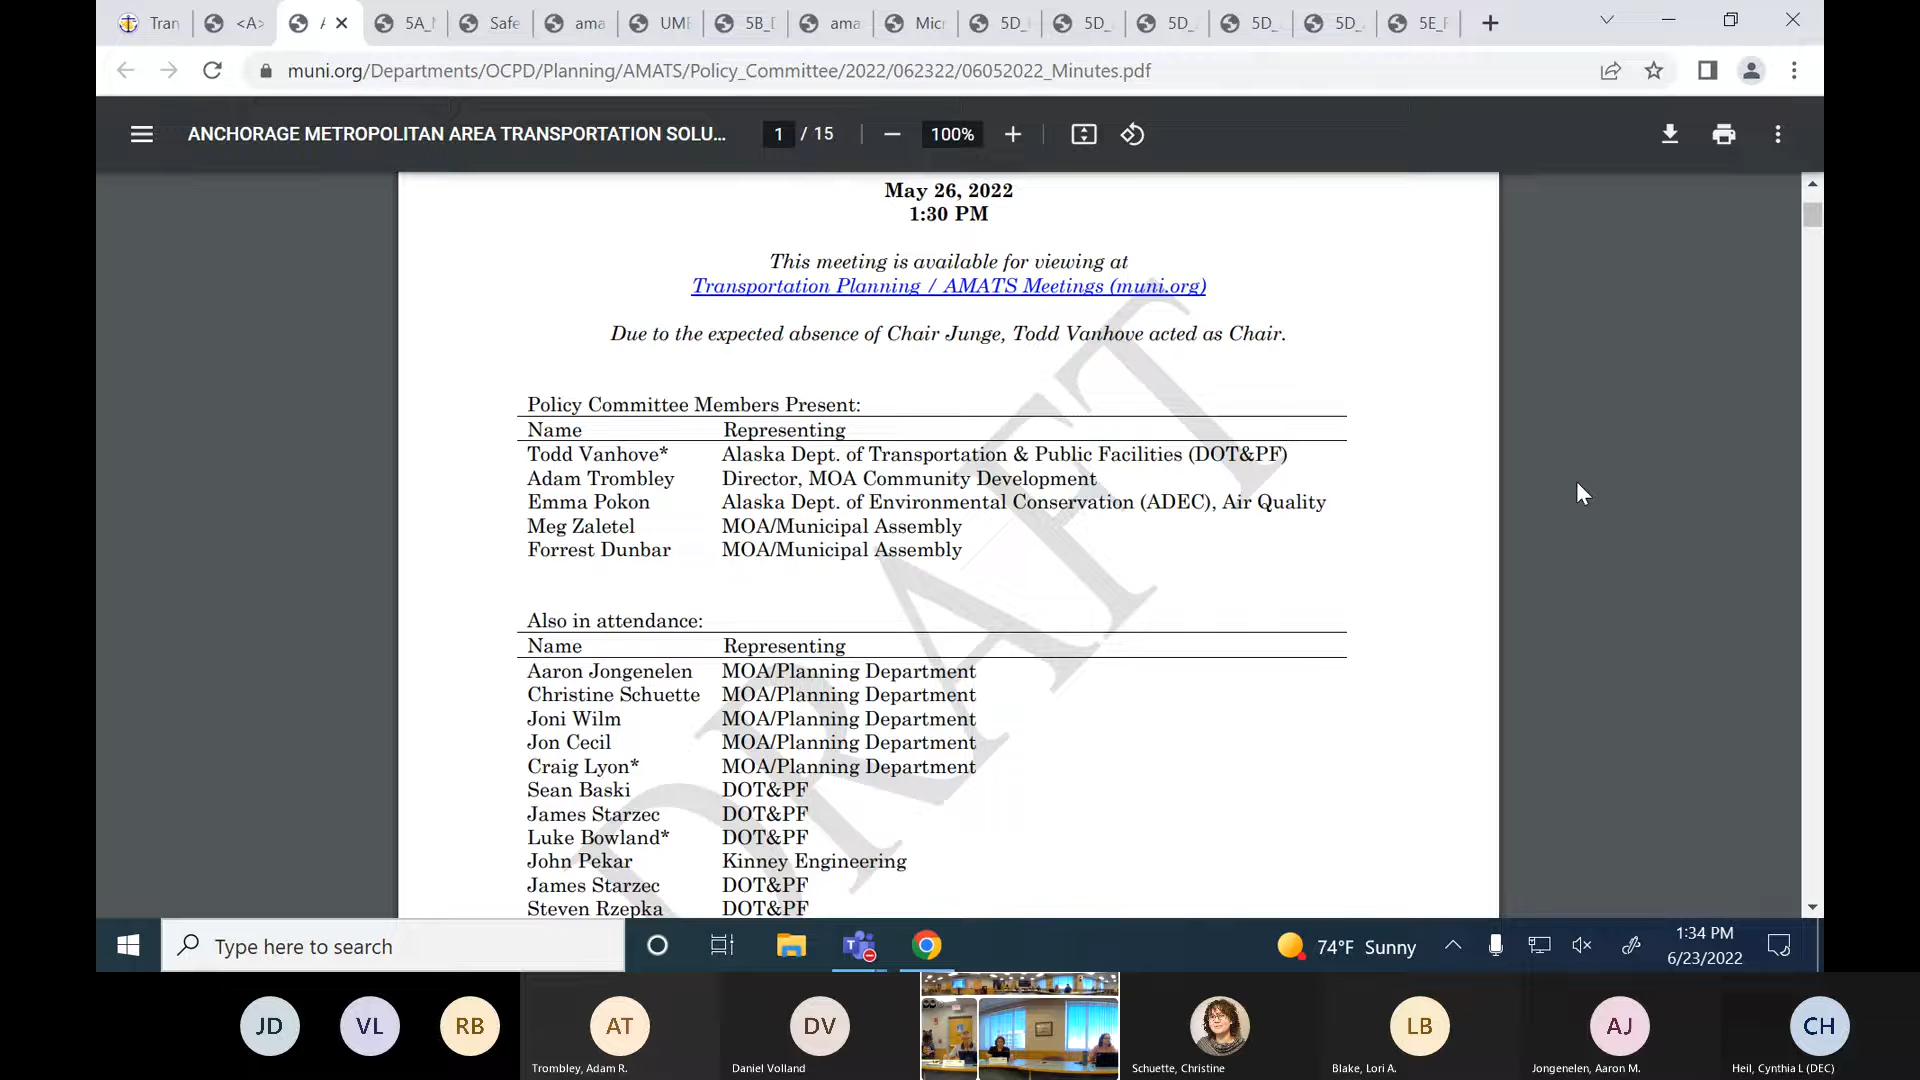 Tran
<A>
A
5A_
Safe
ama
UMI
5B_D
ama
Micr
5D_
5D_
5D_
5D_
5D_
5E_F
muni.org/Departments/OCPD/Planning/AMATS/Policy_Committee/2022/062322/06052022_Minutes.pdf
ANCHORAGE METROPOLITAN AREA TRANSPORTATION SOLU...
1 / 15
100%
May 26, 2022
1:30 PM
This meeting is available for viewing at
Transportation Planning / AMATS Meetings (muni.org)
Due to the expected absence of Chair Junge, Todd Vanhove acted as Chair.
Policy Committee Members Present:
Name Representing
Todd Vanhove* Alaska Dept. of Transportation & Public Facilities (DOT&PF)
Adam Trombley Director, MOA Community Development
Emma Pokon Alaska Dept. of Environmental Conservation (ADEC), Air Quality
Meg Zaletel MOA/Municipal Assembly
Forrest Dunbar MOA/Municipal Assembly
Also in attendance:
Name Representing
Aaron Jongenelen MOA/Planning Department
Christine Schuette MOA/Planning Department
Joni Wilm MOA/Planning Department
Jon Cecil MOA/Planning Department
Craig Lyon* MOA/Planning Department
Sean Baski DOT&PF
James Starzec DOT&PF
Luke Bowland* DOT&PF
John Pekar Kinney Engineering
James Starzec DOT&PF
Steven Rzepka DOT&PF
DRAFT
Type here to search
74°F Sunny
1:34 PM
6/23/2022
JD
VL
RB
AT
DV
LB
AJ
CH
Trombley, Adam R.
Daniel Volland
Schuette, Christine
Blake, Lori A.
Jongenelen, Aaron M.
Heil, Cynthia L (DEC)